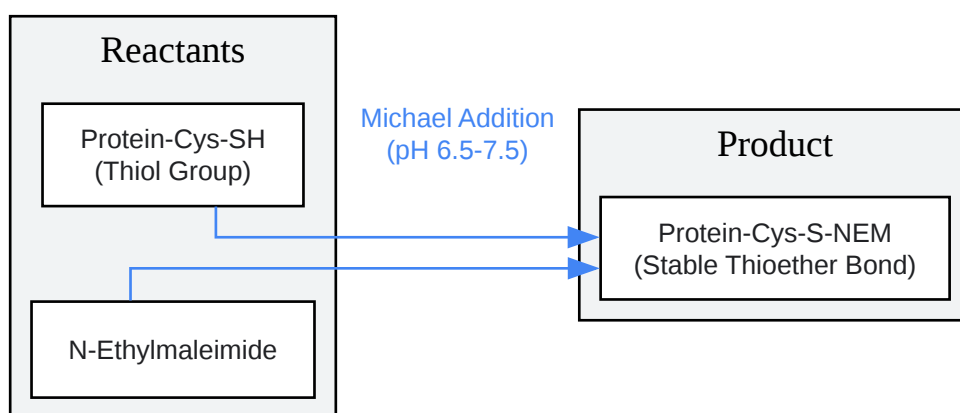 Reactants
Protein-Cys-SH
(Thiol Group)
N-Ethylmaleimide
Michael Addition
(pH 6.5-7.5)
Product
Protein-Cys-S-NEM
(Stable Thioether Bond)